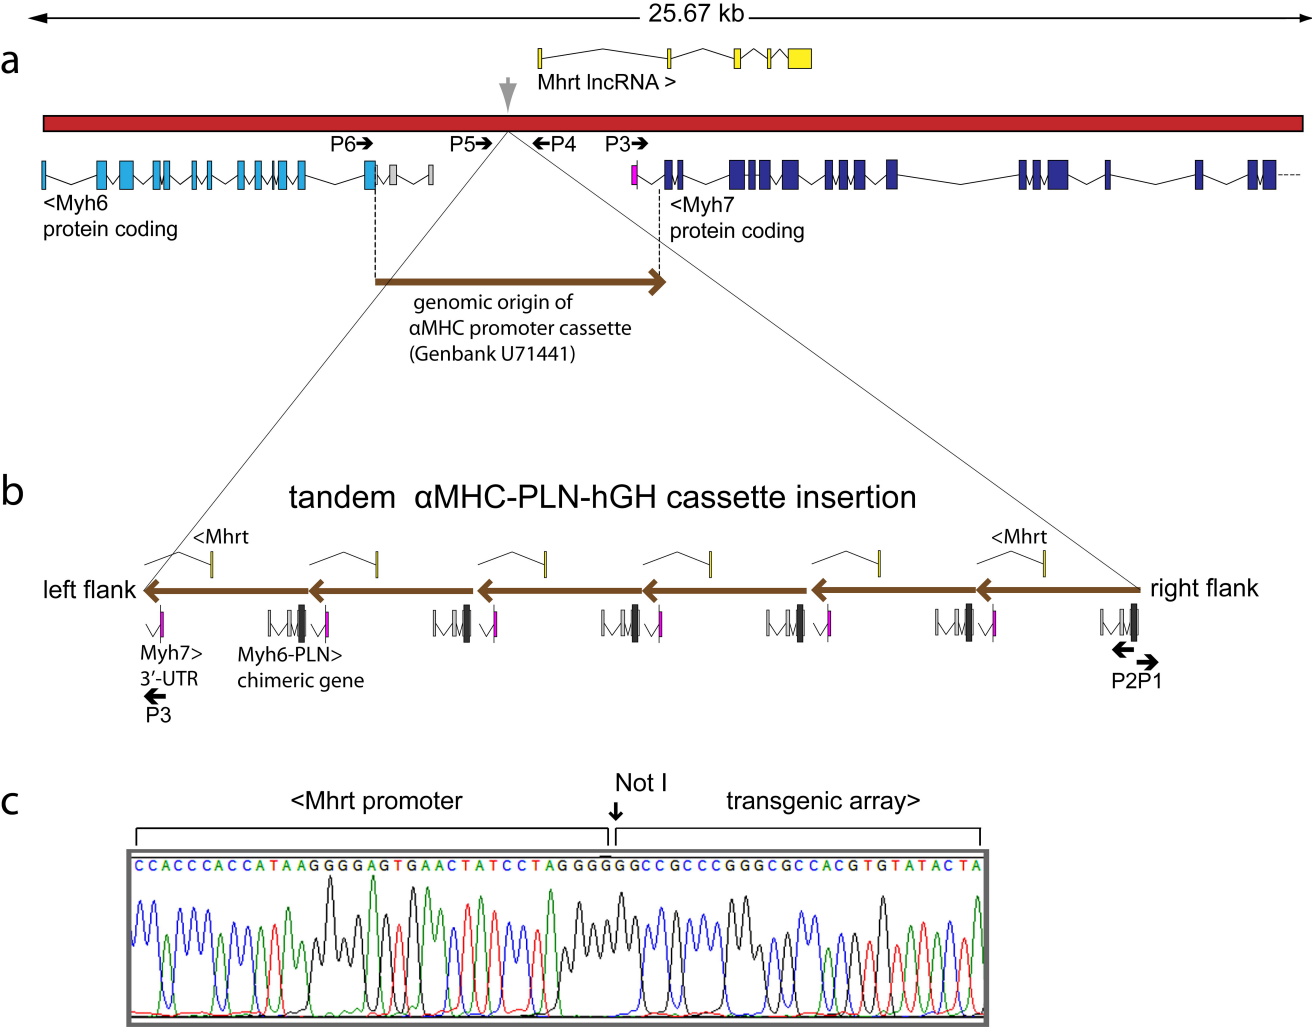 25.67 kb
a
Mhrt lncRNA >
P6 P5 P4 P3
<Myh6
protein coding
<Myh7
protein coding
genomic origin of
αMHC promoter cassette
(Genbank U71441)
b
tandem αMHC-PLN-hGH cassette insertion
<Mhrt <Mhrt
left flank right flank
Myh7>
3'-UTR
Myh6-PLN>
chimeric gene
P3
P2P1
c
Not I
<Mhrt promoter transgenic array>
CCACCCACCATAAGGGGAGTGAACTATCCTAGGGGGGCCGCCCGGGCGCCACGTGTATACTA